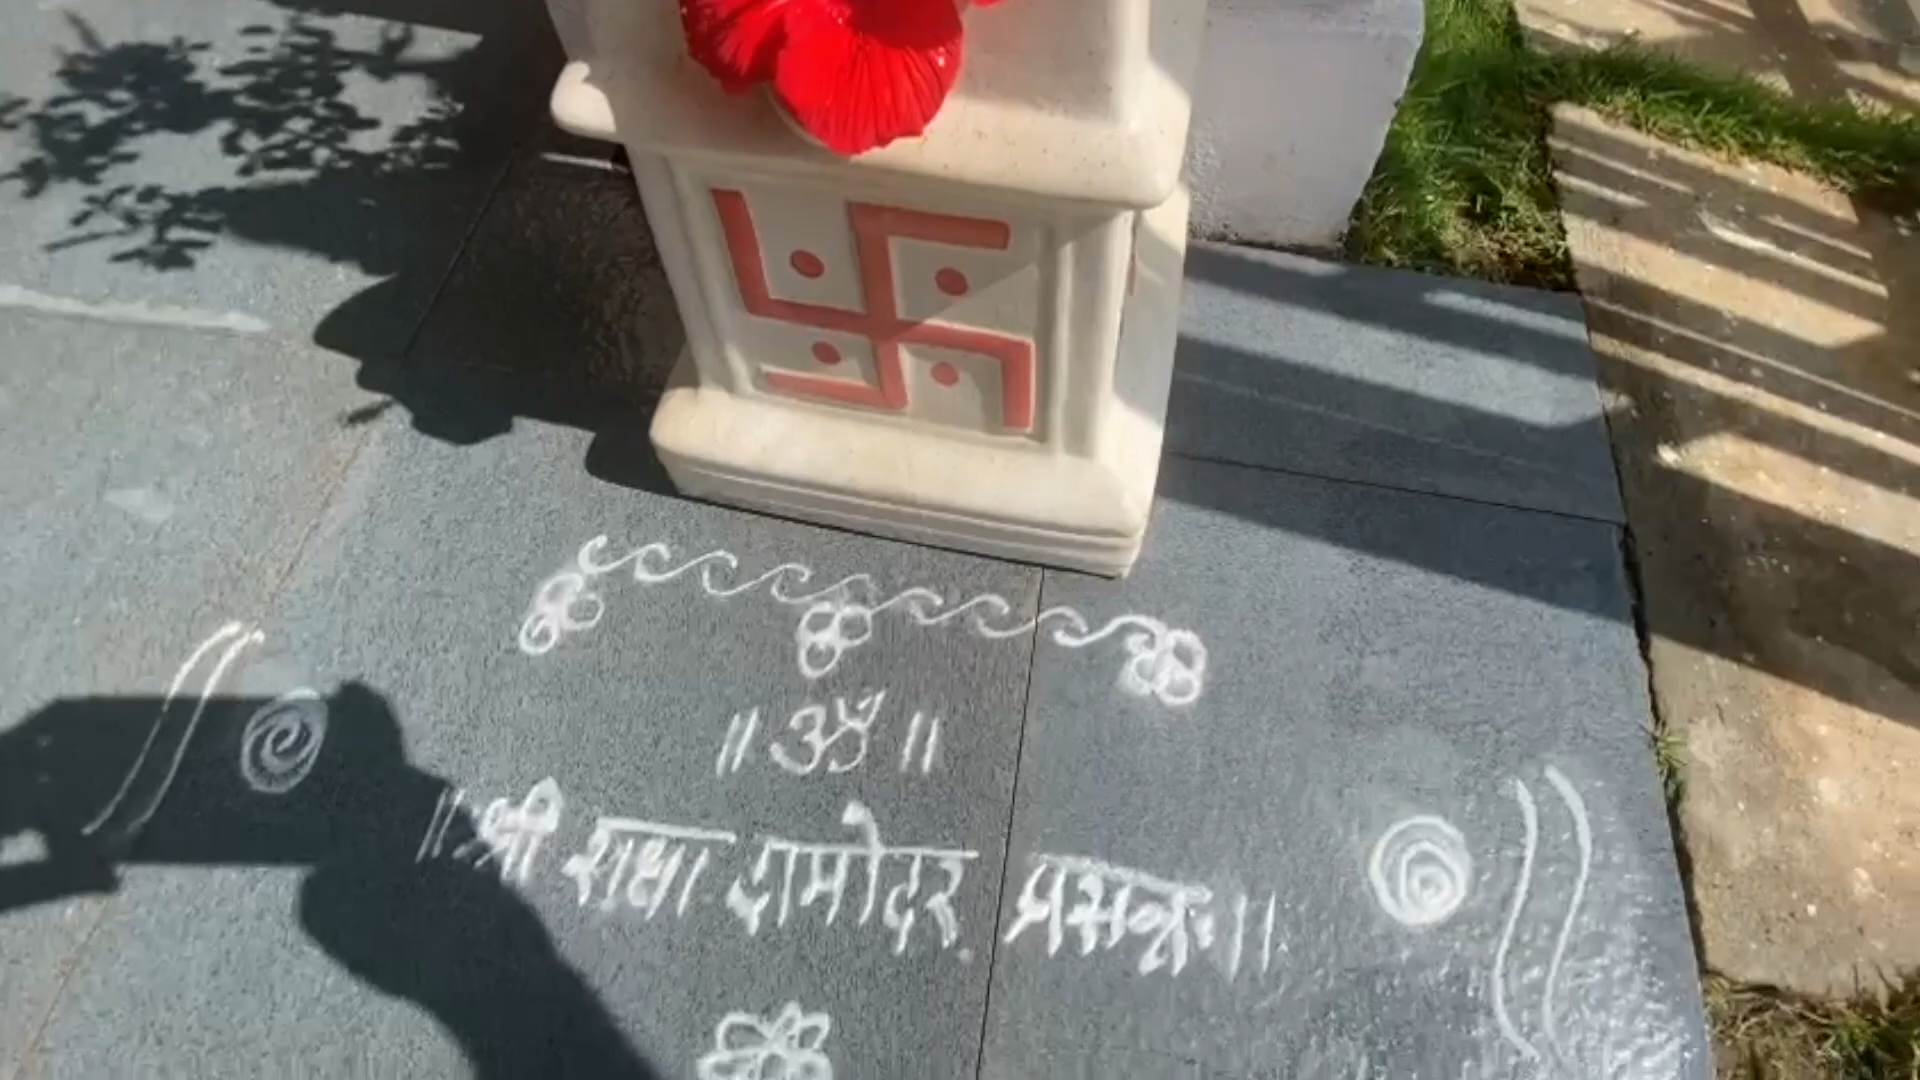 ॥ ॐ ॥
॥ श्री राधा दामोदर प्रसन्न ॥